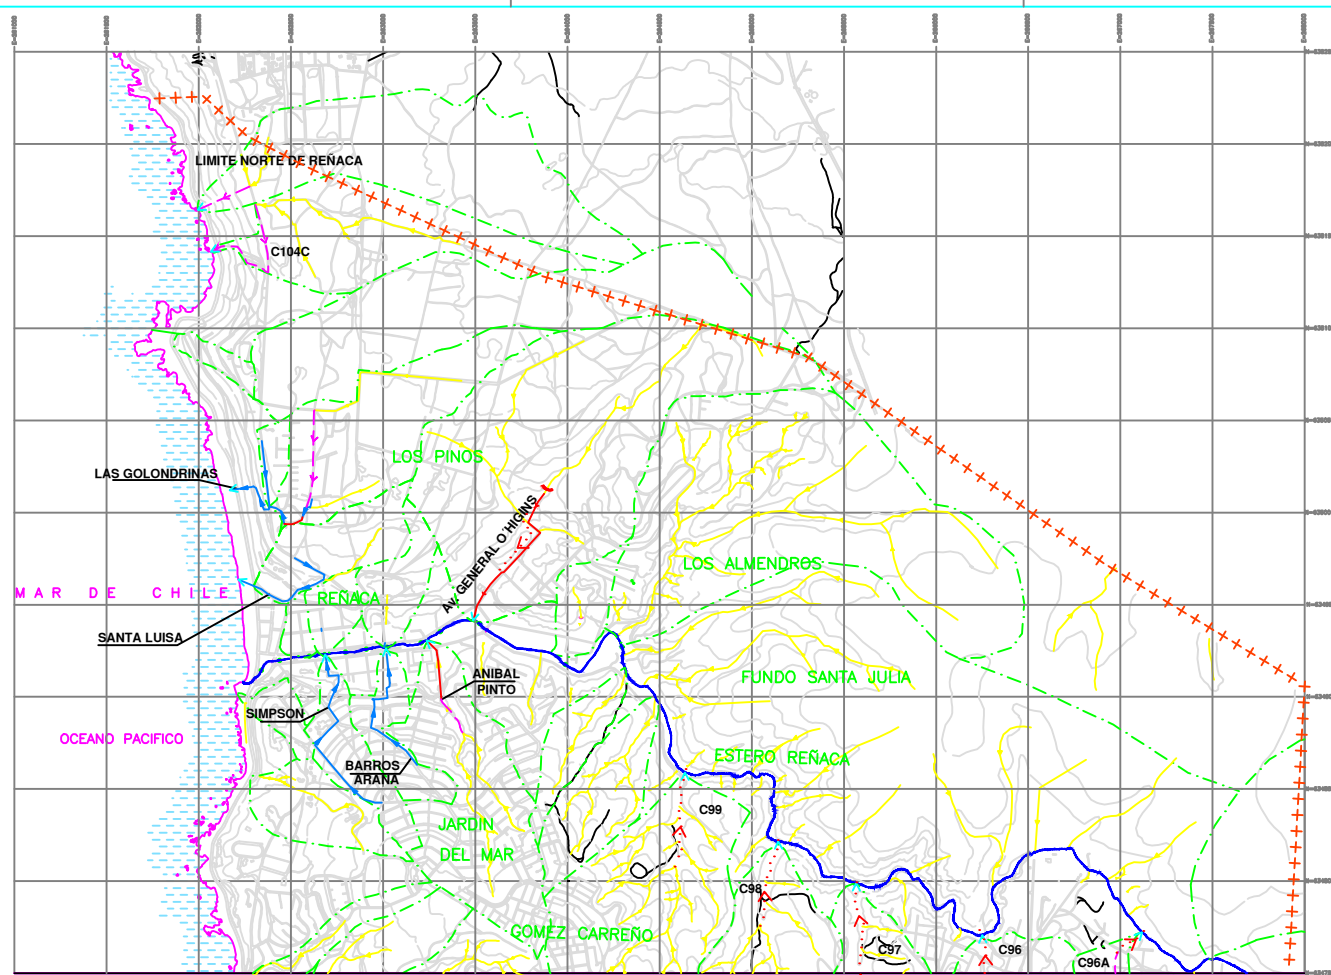 LIMITE NORTE DE REÑACA
C104C
LOS PINOS
LAS GOLONDRINAS
Av. GENERAL O´HIGINS
LOS ALMENDROS
MAR DE CHILE
REÑACA
SANTA LUISA
ANIBAL
PINTO
FUNDO SANTA JULIA
SIMPSON
OCEANO PACIFICO
ESTERO REÑACA
BARROS
ARANA
C99
JARDIN
DEL MAR
C98
GOMEZ CARREÑO
C97
C96
C96A